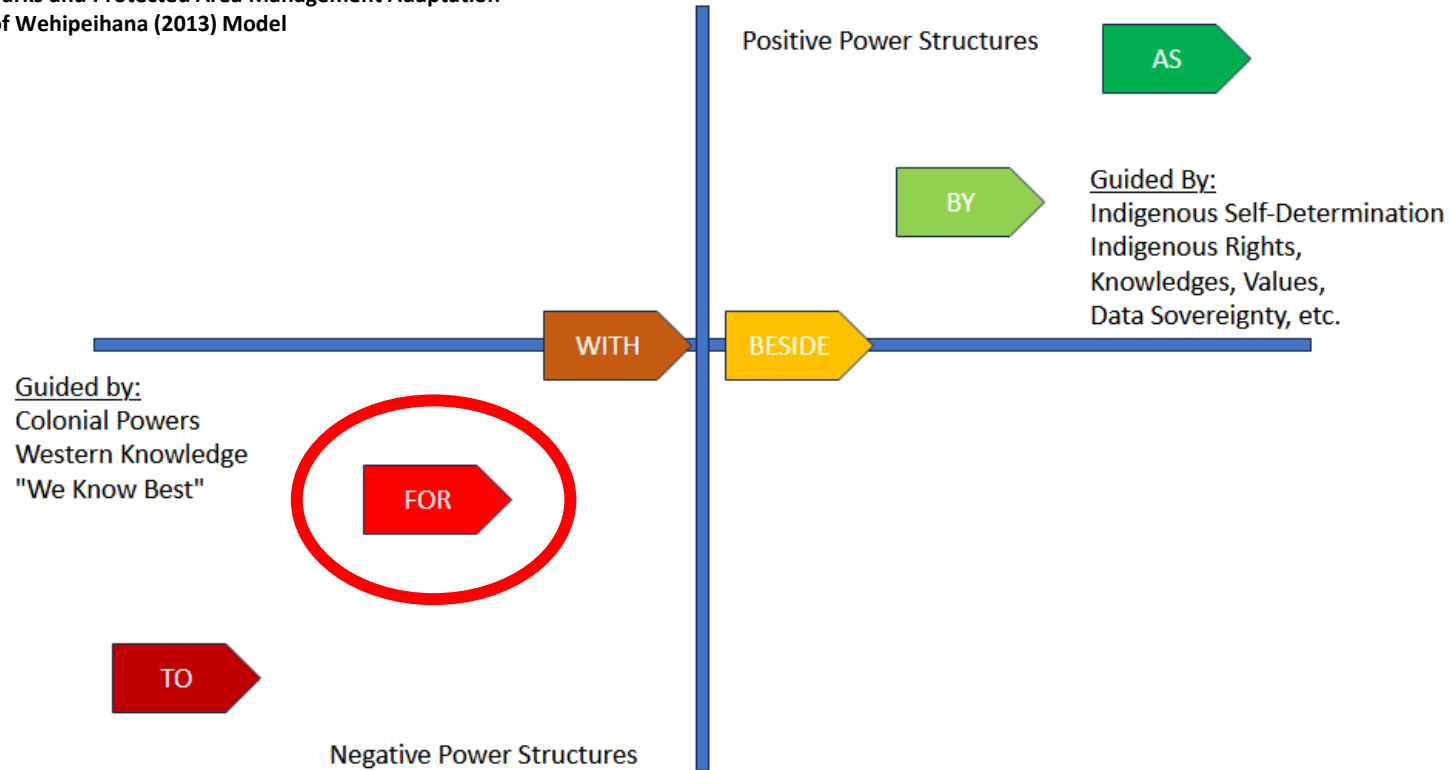 of Wehipeihana (2013) Model
Positive Power Structures
AS
BY
Guided By:
Indigenous Self-Determination
Indigenous Rights,
Knowledges, Values,
Data Sovereignty, etc.
WITH
BESIDE
Guided by:
Colonial Powers
Western Knowledge
"We Know Best"
FOR
TO
Negative Power Structures